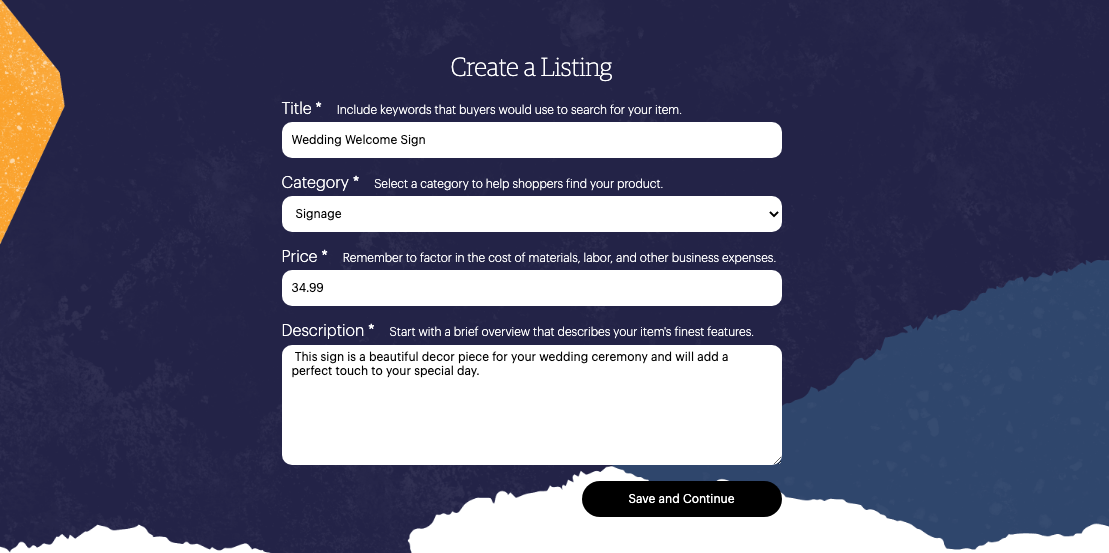 Create a Listing
Title * Include keywords that buyers would use to search for your item.
Wedding Welcome Sign
Category * Select a category to help shoppers find your product.
Signage
Price * Remember to factor in the cost of materials, labor, and other business expenses.
34.99
Description * Start with a brief overview that describes your item's finest features.
This sign is a beautiful decor piece for your wedding ceremony and will add a
perfect touch to your special day.
Save and Continue